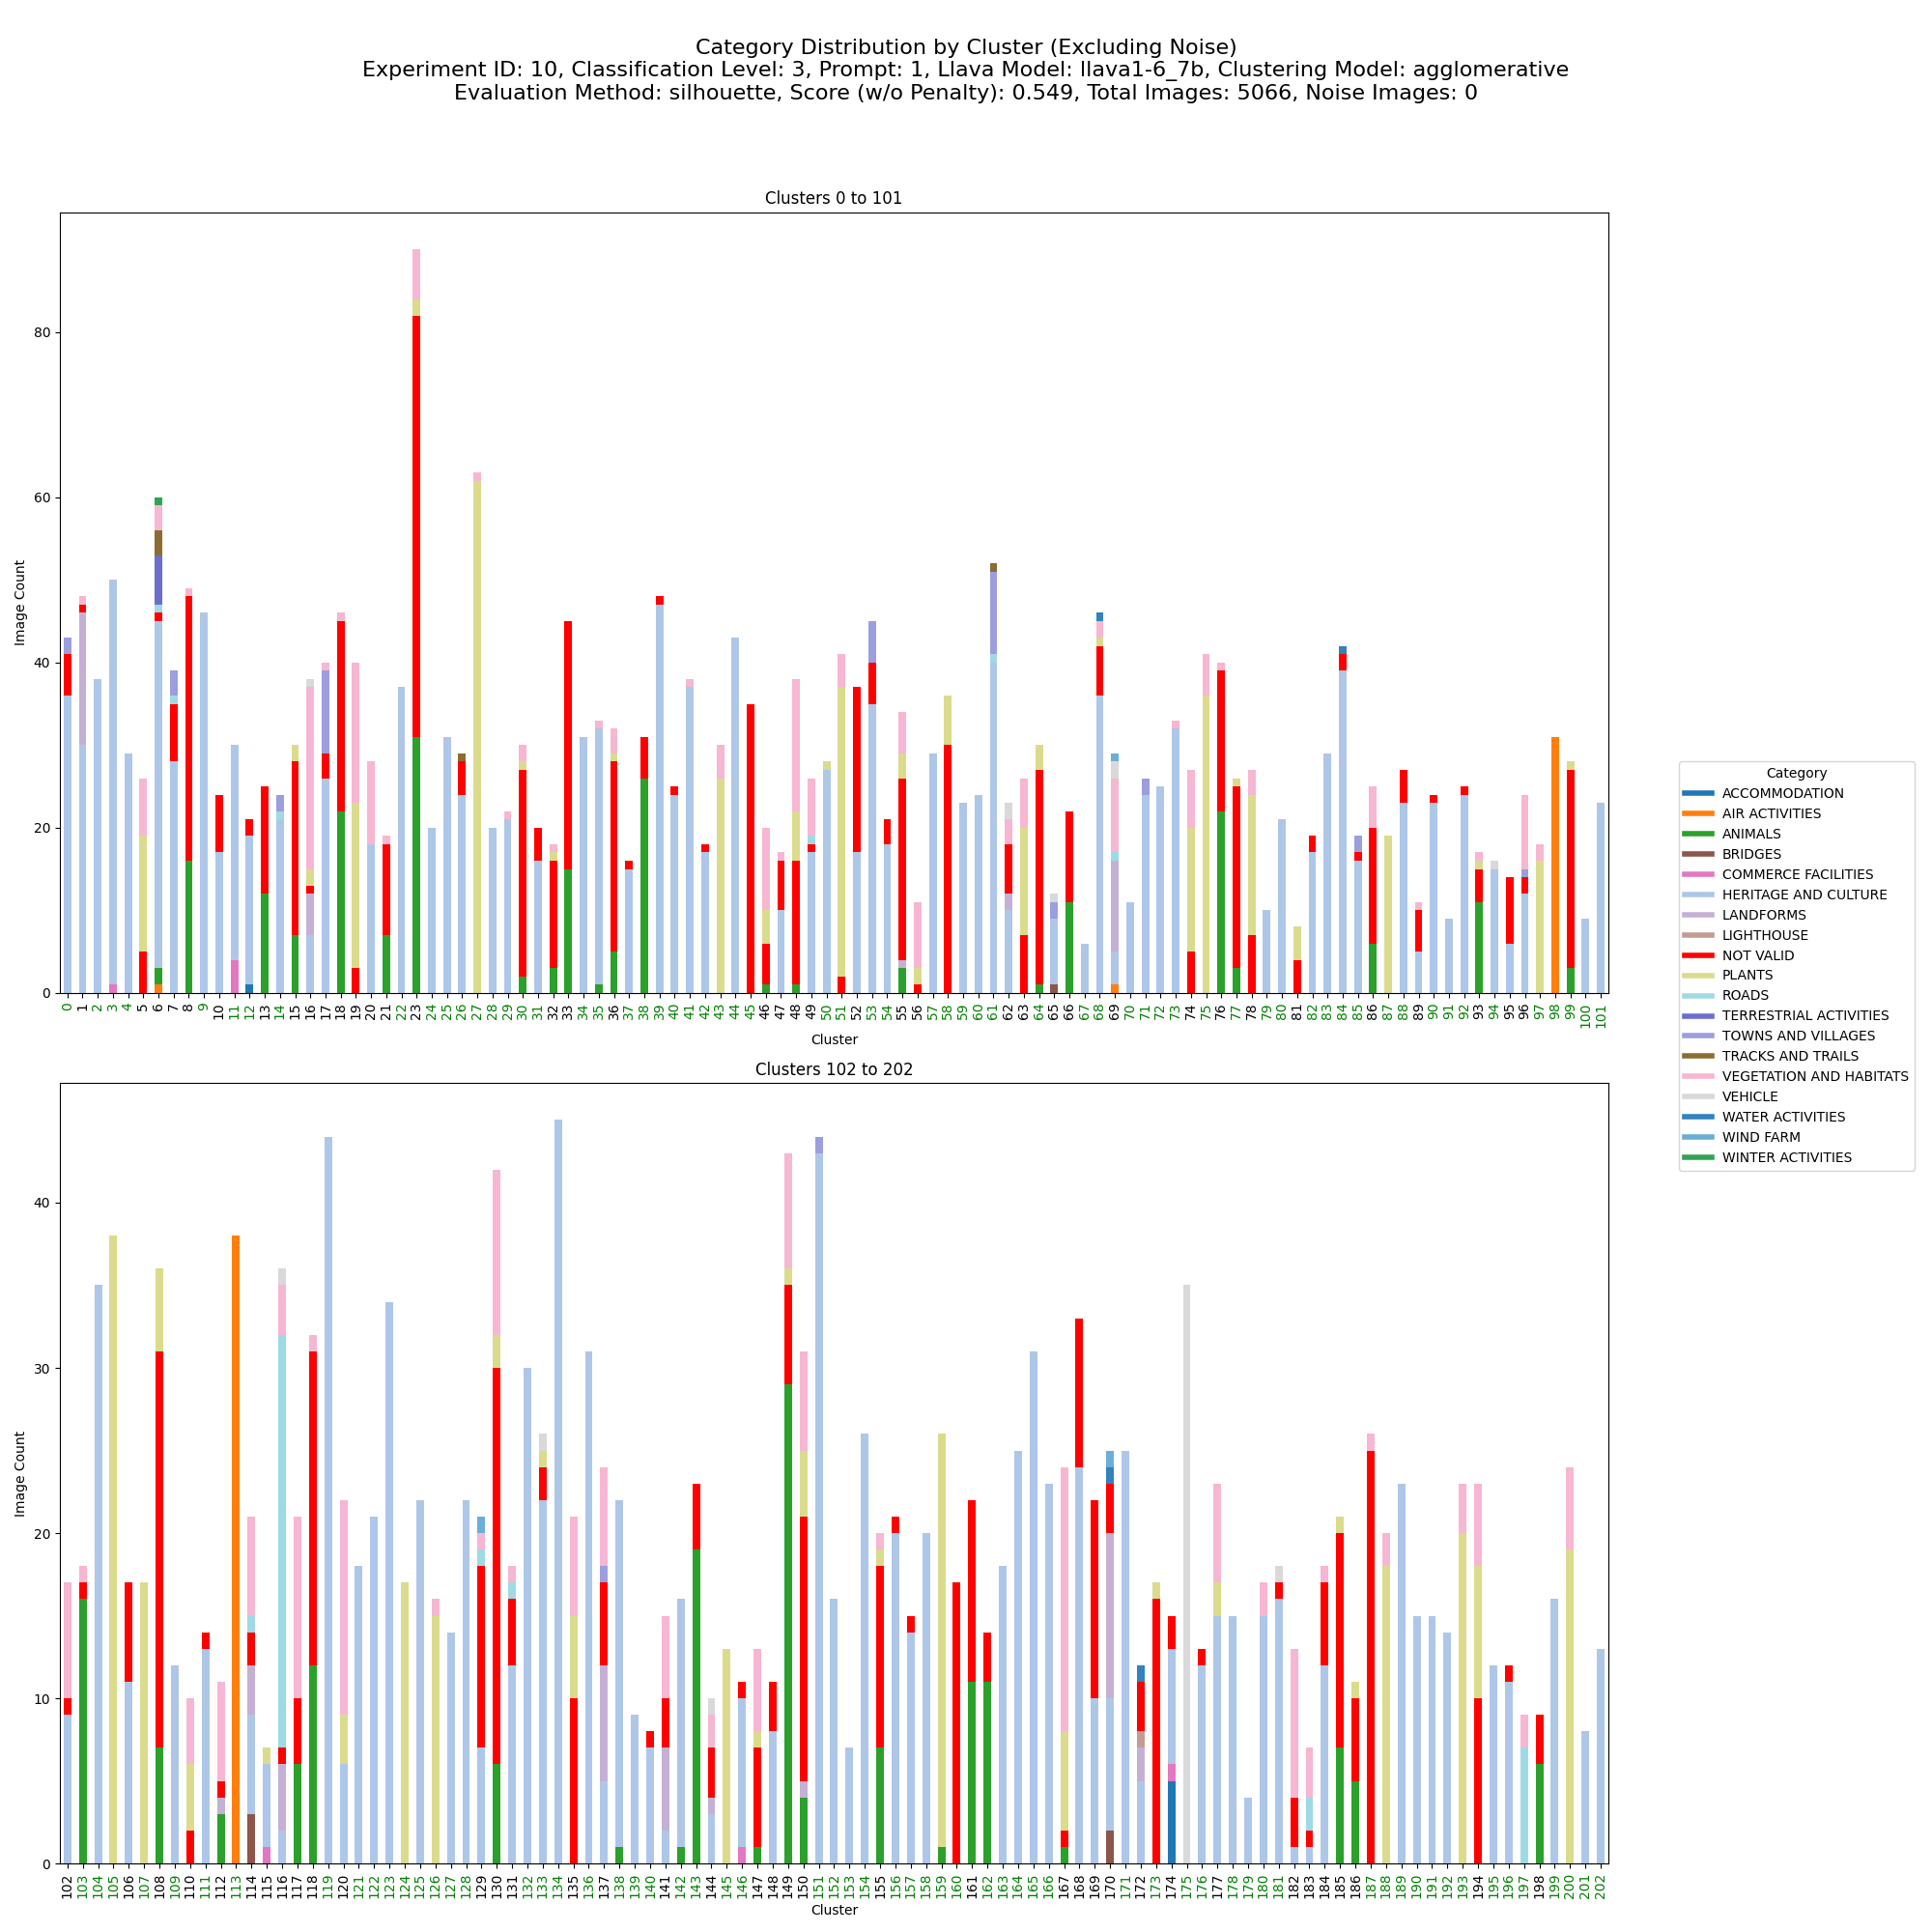 Category Distribution by Cluster (Excluding Noise)
Experiment ID: 10, Classification Level: 3, Prompt: 1, Llava Model: llava1-6_7b, Clustering Model: agglomerative
Evaluation Method: silhouette, Score (w/o Penalty): 0.549, Total Images: 5066, Noise Images: 0
Clusters 0 to 101
Image Count
80
60
40
20
0
0 1 2 3 4 5 6 7 8 9 10 11 12 13 14 15 16 17 18 19 20 21 22 23 24 25 26 27 28 29 30 31 32 33 34 35 36 37 38 39 40 41 42 43 44 45 46 47 48 49 50 51 52 53 54 55 56 57 58 59 60 61 62 63 64 65 66 67 68 69 70 71 72 73 74 75 76 77 78 79 80 81 82 83 84 85 86 87 88 89 90 91 92 93 94 95 96 97 98 99 100 101
Cluster
Clusters 102 to 202
Image Count
40
30
20
10
0
102 103 104 105 106 107 108 109 110 111 112 113 114 115 116 117 118 119 120 121 122 123 124 125 126 127 128 129 130 131 132 133 134 135 136 137 138 139 140 141 142 143 144 145 146 147 148 149 150 151 152 153 154 155 156 157 158 159 160 161 162 163 164 165 166 167 168 169 170 171 172 173 174 175 176 177 178 179 180 181 182 183 184 185 186 187 188 189 190 191 192 193 194 195 196 197 198 199 200 201 202
Cluster
Category
ACCOMMODATION
AIR ACTIVITIES
ANIMALS
BRIDGES
COMMERCE FACILITIES
HERITAGE AND CULTURE
LANDFORMS
LIGHTHOUSE
NOT VALID
PLANTS
ROADS
TERRESTRIAL ACTIVITIES
TOWNS AND VILLAGES
TRACKS AND TRAILS
VEGETATION AND HABITATS
VEHICLE
WATER ACTIVITIES
WIND FARM
WINTER ACTIVITIES